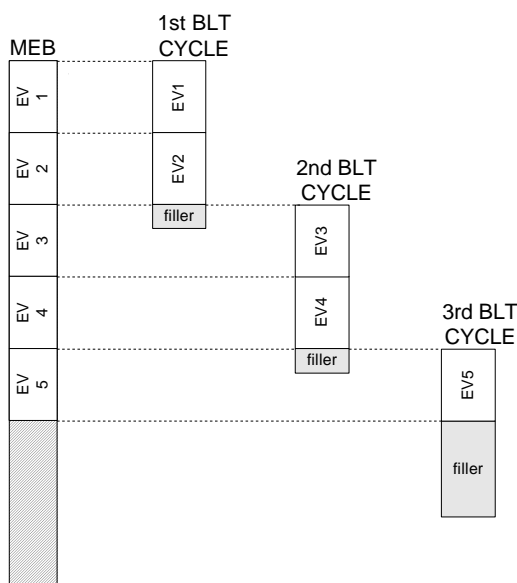 1st BLT
CYCLE
MEB
EV
1
EV
2
EV
3
EV
4
EV
5
EV1
EV2
filler
2nd BLT
CYCLE
EV3
EV4
filler
3rd BLT
CYCLE
EV5
filler